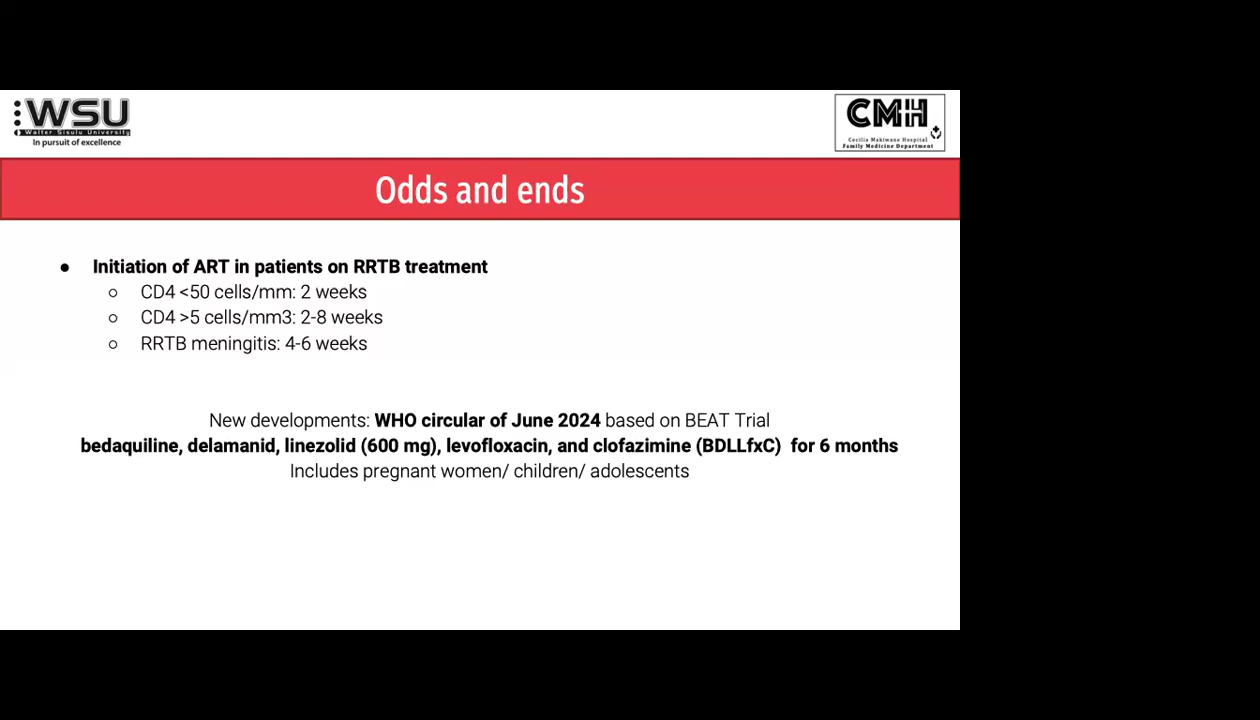 WSU
Walter Sisulu University
In pursuit of excellence
CMH
Cecilia Makiwane Hospital
Family Medicine Department
Odds and ends
● Initiation of ART in patients on RRTB treatment
○ CD4 <50 cells/mm: 2 weeks
○ CD4 >5 cells/mm3: 2-8 weeks
○ RRTB meningitis: 4-6 weeks
New developments: WHO circular of June 2024 based on BEAT Trial
bedaquiline, delamanid, linezolid (600 mg), levofloxacin, and clofazimine (BDLLfxC) for 6 months
Includes pregnant women/ children/ adolescents